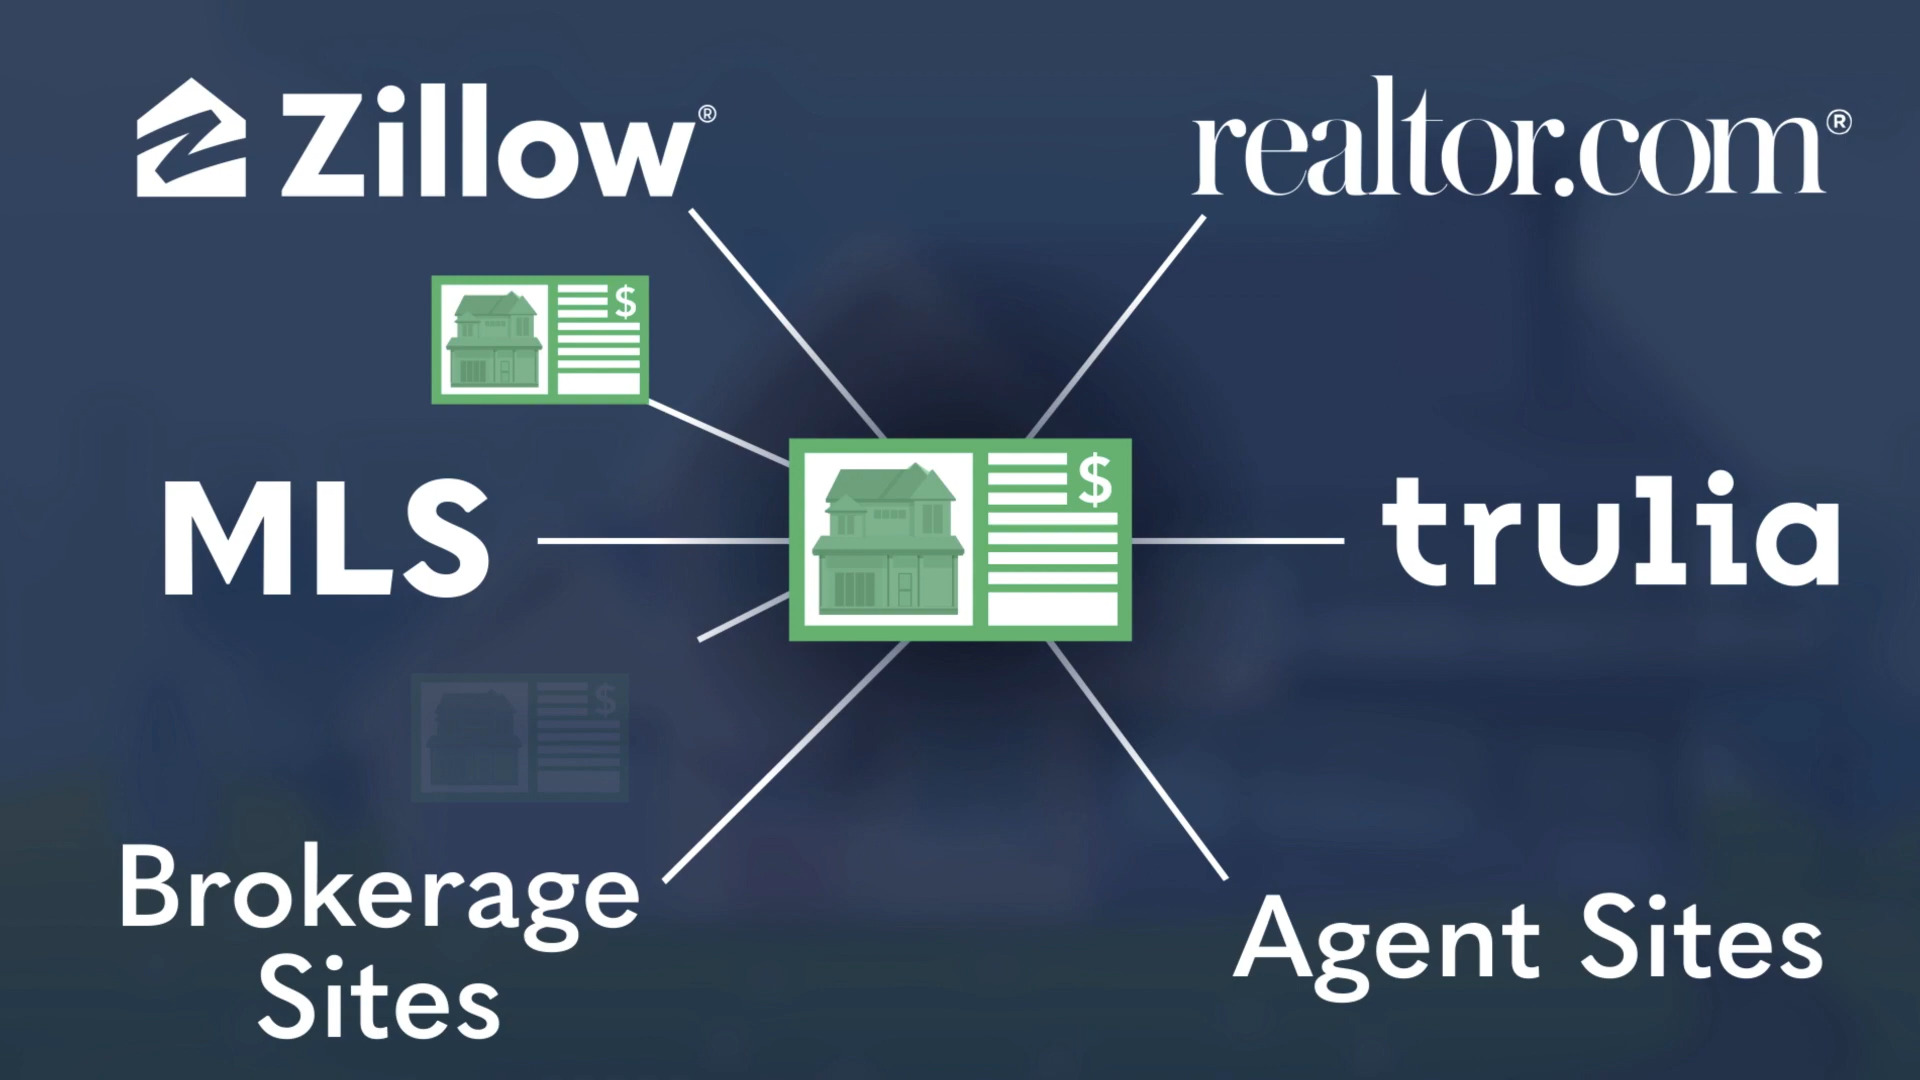 Zillow®
realtor.com®
$
$
MLS
trulia
$
Brokerage
Sites
Agent Sites